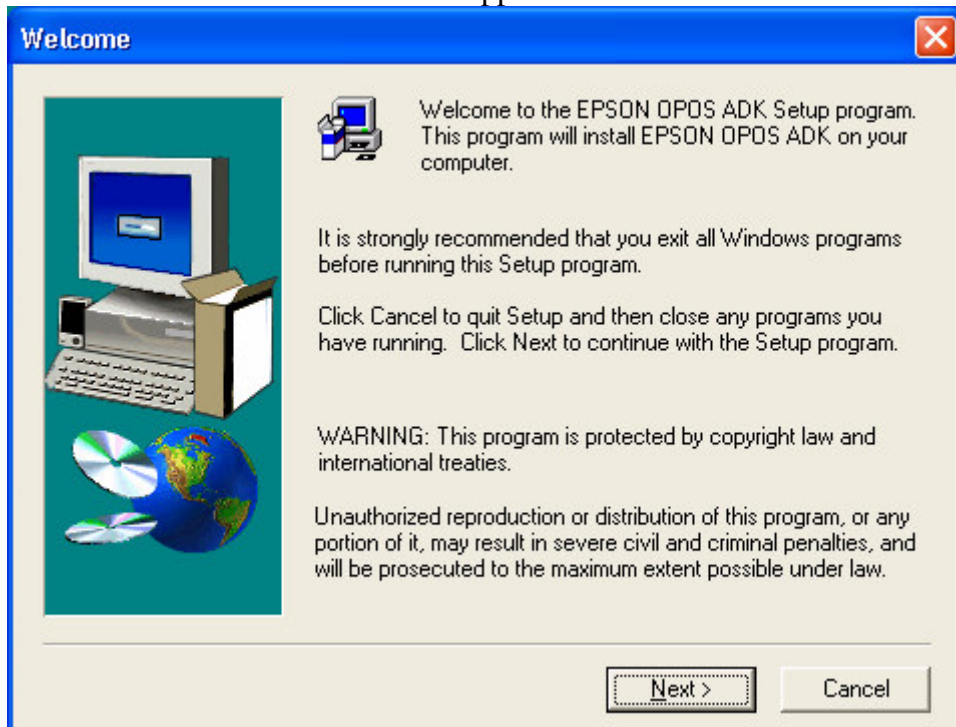 Welcome
Welcome to the EPSON OPOS ADK Setup program.
This program will install EPSON OPOS ADK on your
computer.
It is strongly recommended that you exit all Windows programs
before running this Setup program.
Click Cancel to quit Setup and then close any programs you
have running.  Click Next to continue with the Setup program.
WARNING: This program is protected by copyright law and
international treaties.
Unauthorized reproduction or distribution of this program, or any
portion of it, may result in severe civil and criminal penalties, and
will be prosecuted to the maximum extent possible under law.
Next >
Cancel